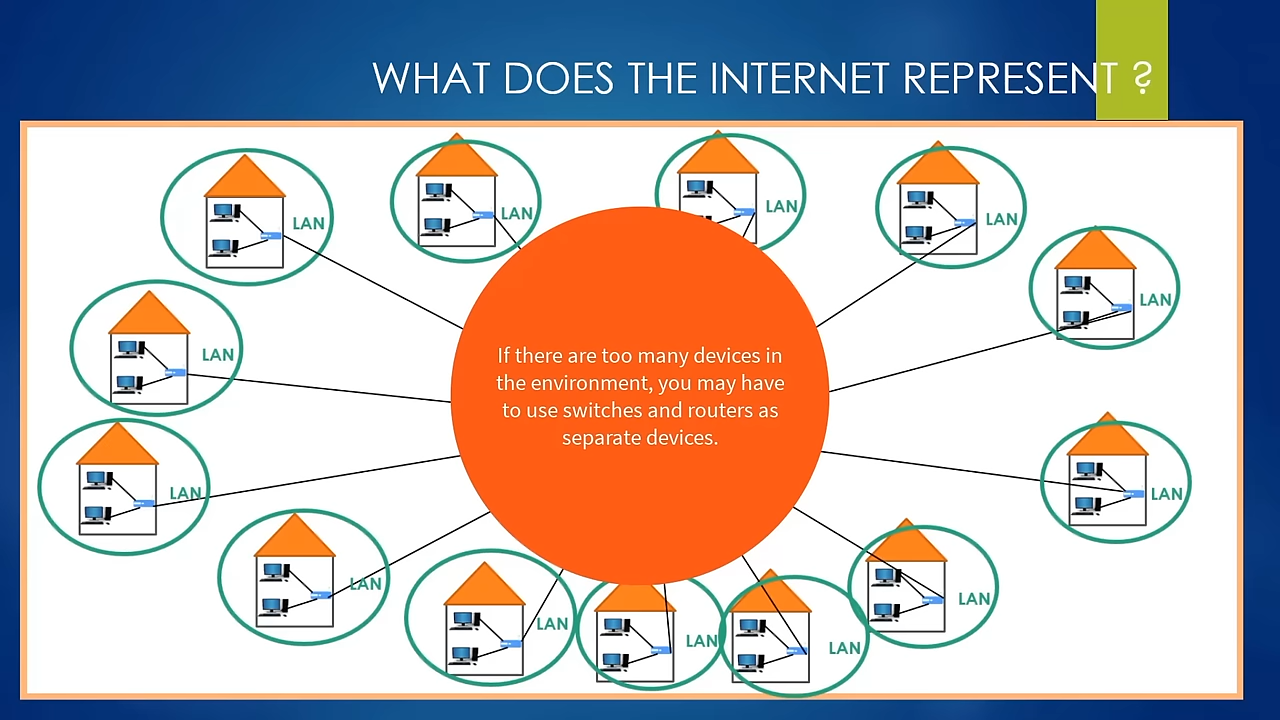 WHAT DOES THE INTERNET REPRESENT ?
LAN
LAN
LAN
LAN
LAN
LAN
If there are too many devices in
the environment, you may have
to use switches and routers as
separate devices.
LAN
LAN
LAN
LAN
LAN
LAN
LAN